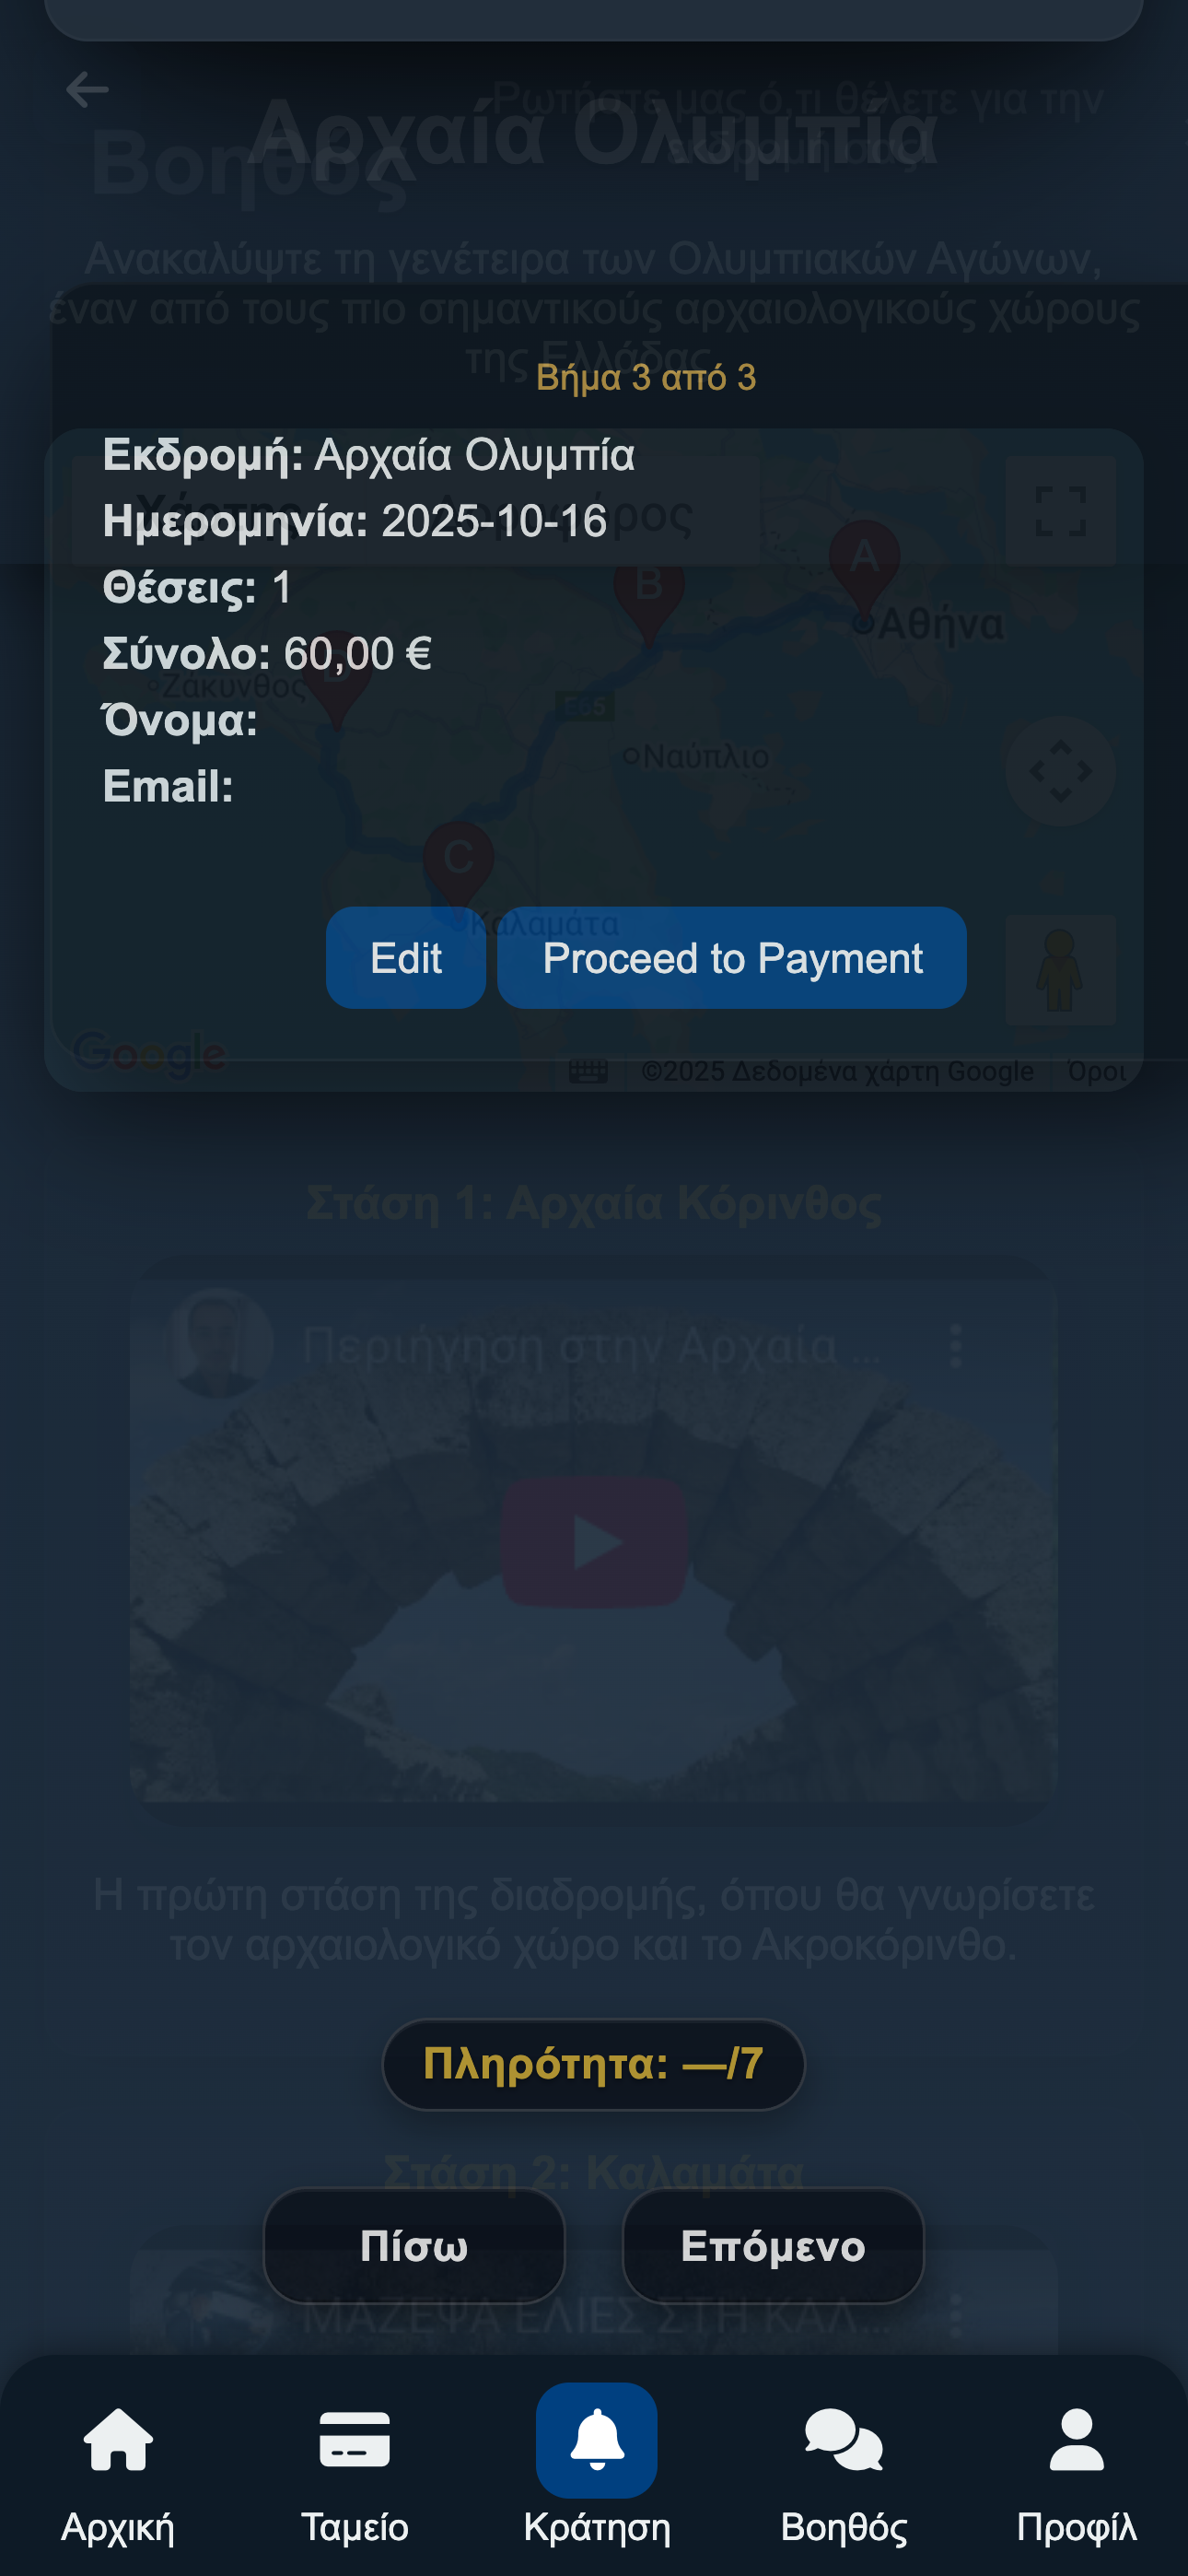 Ρωτήστε μας ό,τι θέλετε για την
εκδρομή σας
Αρχαία Ολυμπία
Βοηθός
Ανακαλύψτε τη γενέτειρα των Ολυμπιακών Αγώνων,
έναν από τους πιο σημαντικούς αρχαιολογικούς χώρους
της Ελλάδας
Βήμα 3 από 3
Εκδρομή: Αρχαία Ολυμπία
Χάρτης
Ημερομηνία: 2025-10-16
A
B
Θέσεις: 1
Αθήνα
Σύνολο: 60,00 €
D
Ζάκυνθος
E65
Όνομα:
Ναύπλιο
Email:
C
Καλαμάτα
Edit
Proceed to Payment
Google
©2025 Δεδομένα χάρτη Google
Όροι
Στάση 1: Αρχαία Κόρινθος
Περιήγηση στην Αρχαία ...
Η πρώτη στάση της διαδρομής, όπου θα γνωρίσετε
τον αρχαιολογικό χώρο και το Ακροκόρινθο.
Πληρότητα: —/7
Στάση 2: Καλαμάτα
Πίσω
Επόμενο
ΜΑΖΕΨΑ ΕΛΙΕΣ ΣΤΗ ΚΑΛ...
Αρχική
Ταμείο
Κράτηση
Βοηθός
Προφίλ